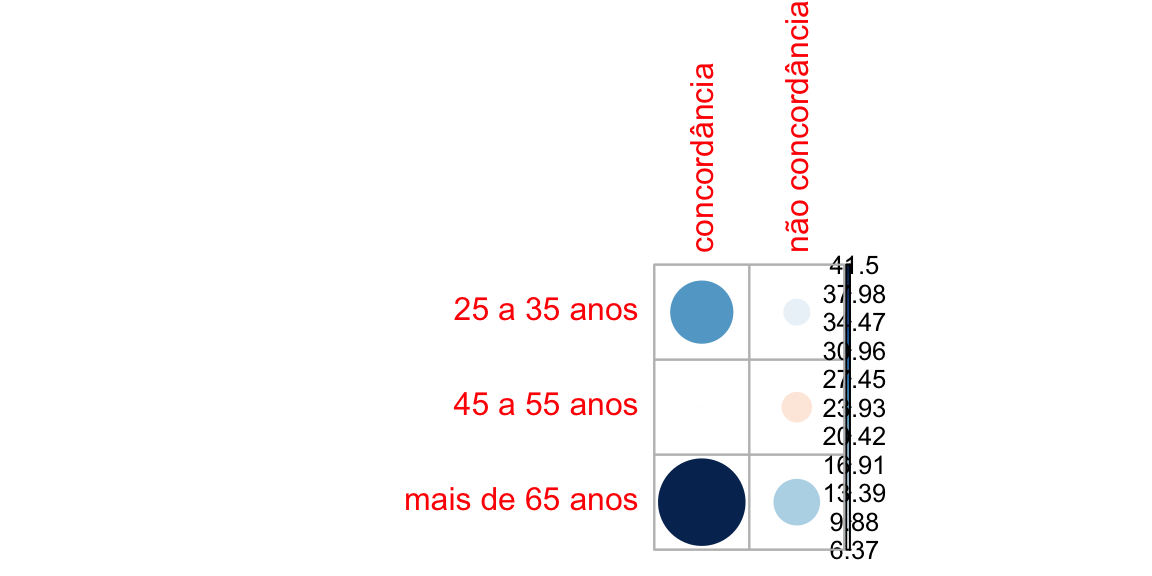 concordância
não concordância
25 a 35 anos
45 a 55 anos
mais de 65 anos
41.5
37.98
34.47
30.96
27.45
23.93
20.42
16.91
13.39
9.88
6.37